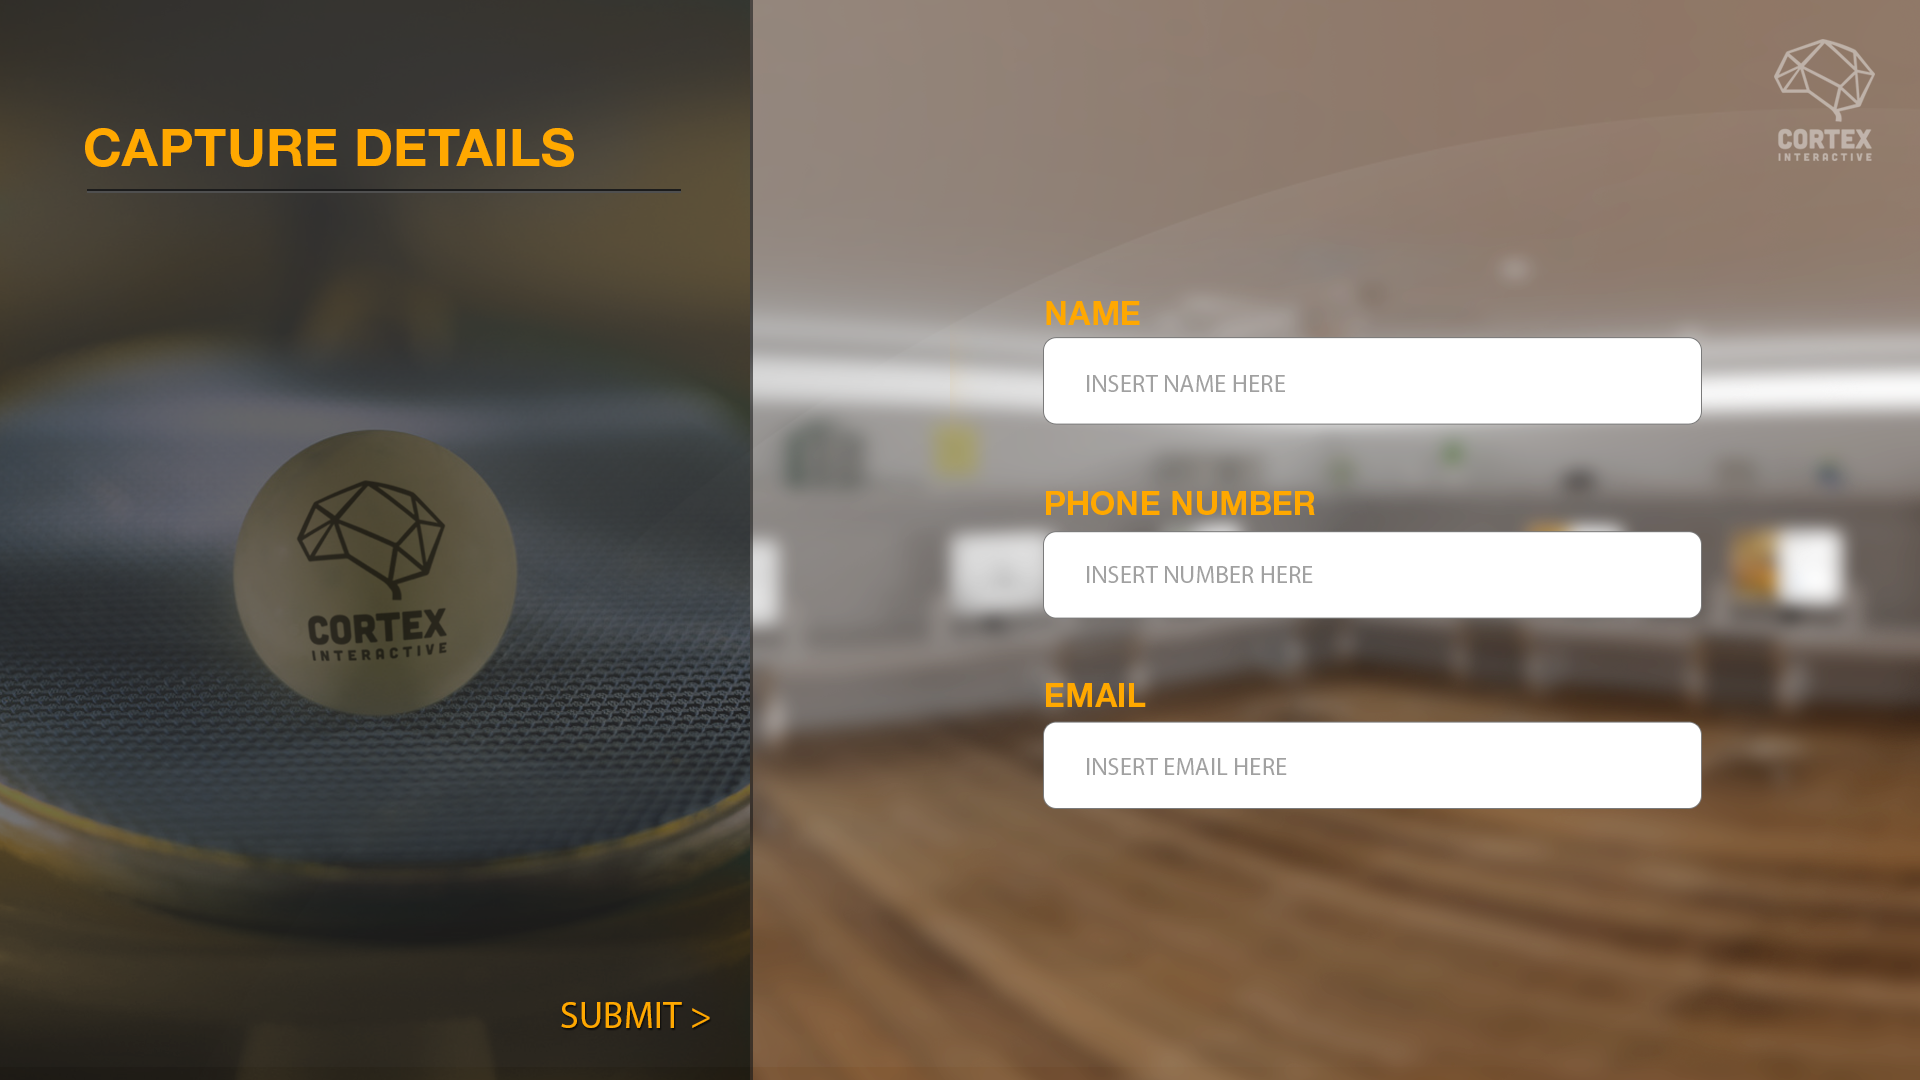 CAPTURE DETAILS
CORTEX
INTERACTIVE
SUBMIT >
CORTEX
INTERACTIVE
NAME
INSERT NAME HERE
PHONE NUMBER
INSERT NUMBER HERE
EMAIL
INSERT EMAIL HERE